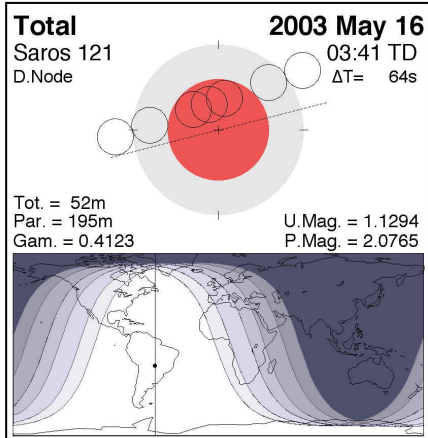 Total 2003 May 16
Saros 121 03:41 TD
D.Node ΔT= 64s
Tot. = 52m
Par. = 195m U.Mag. = 1.1294
Gam. = 0.4123 P.Mag. = 2.0765